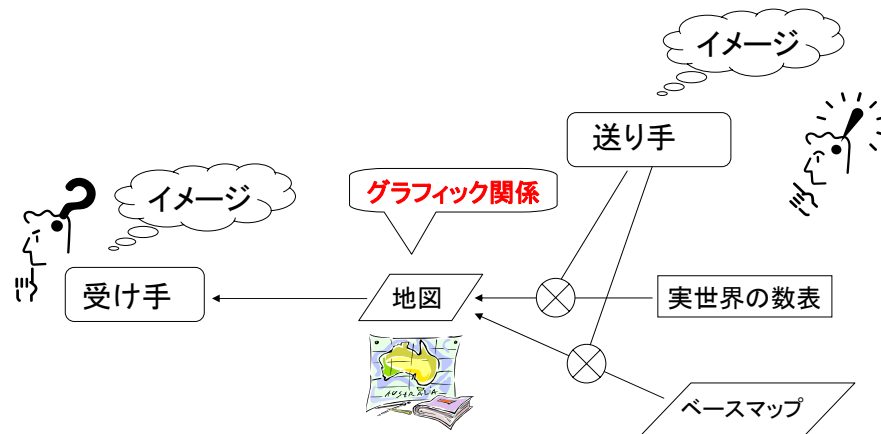 イメージ
送り手
グラフィック関係
イメージ
受け手
地図
実世界の数表
AUSTRALIA
ベースマップ